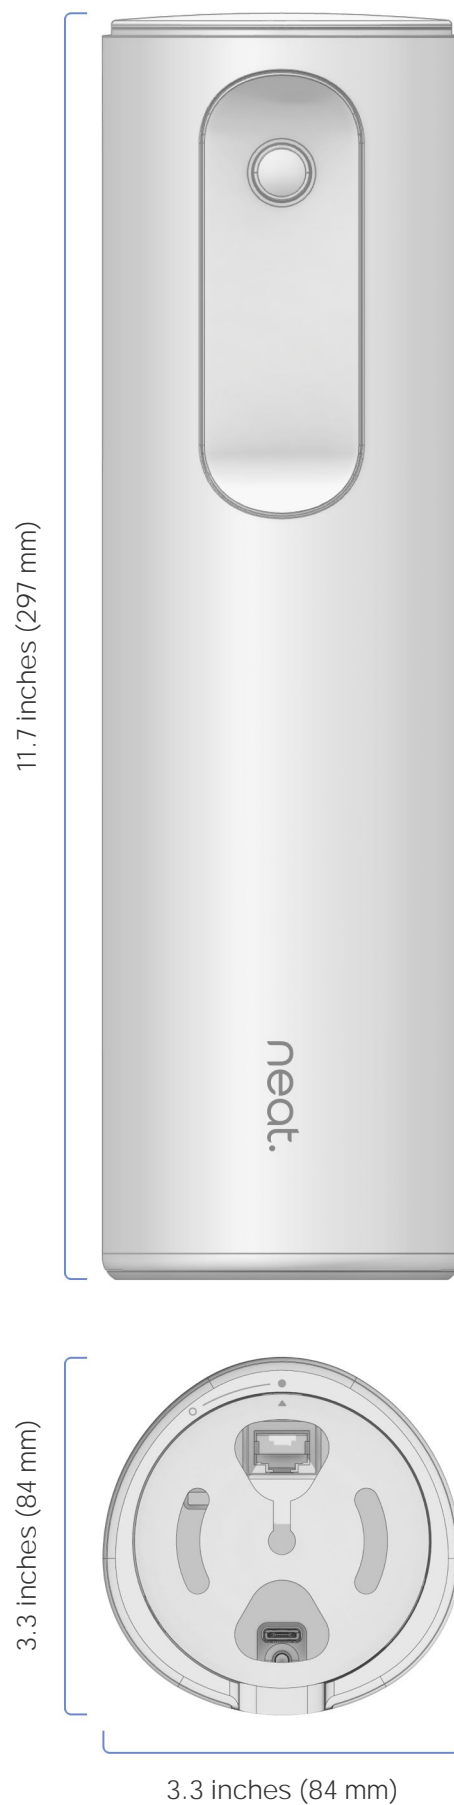 11.7 inches (297 mm)
neat.
3.3 inches (84 mm)
3.3 inches (84 mm)